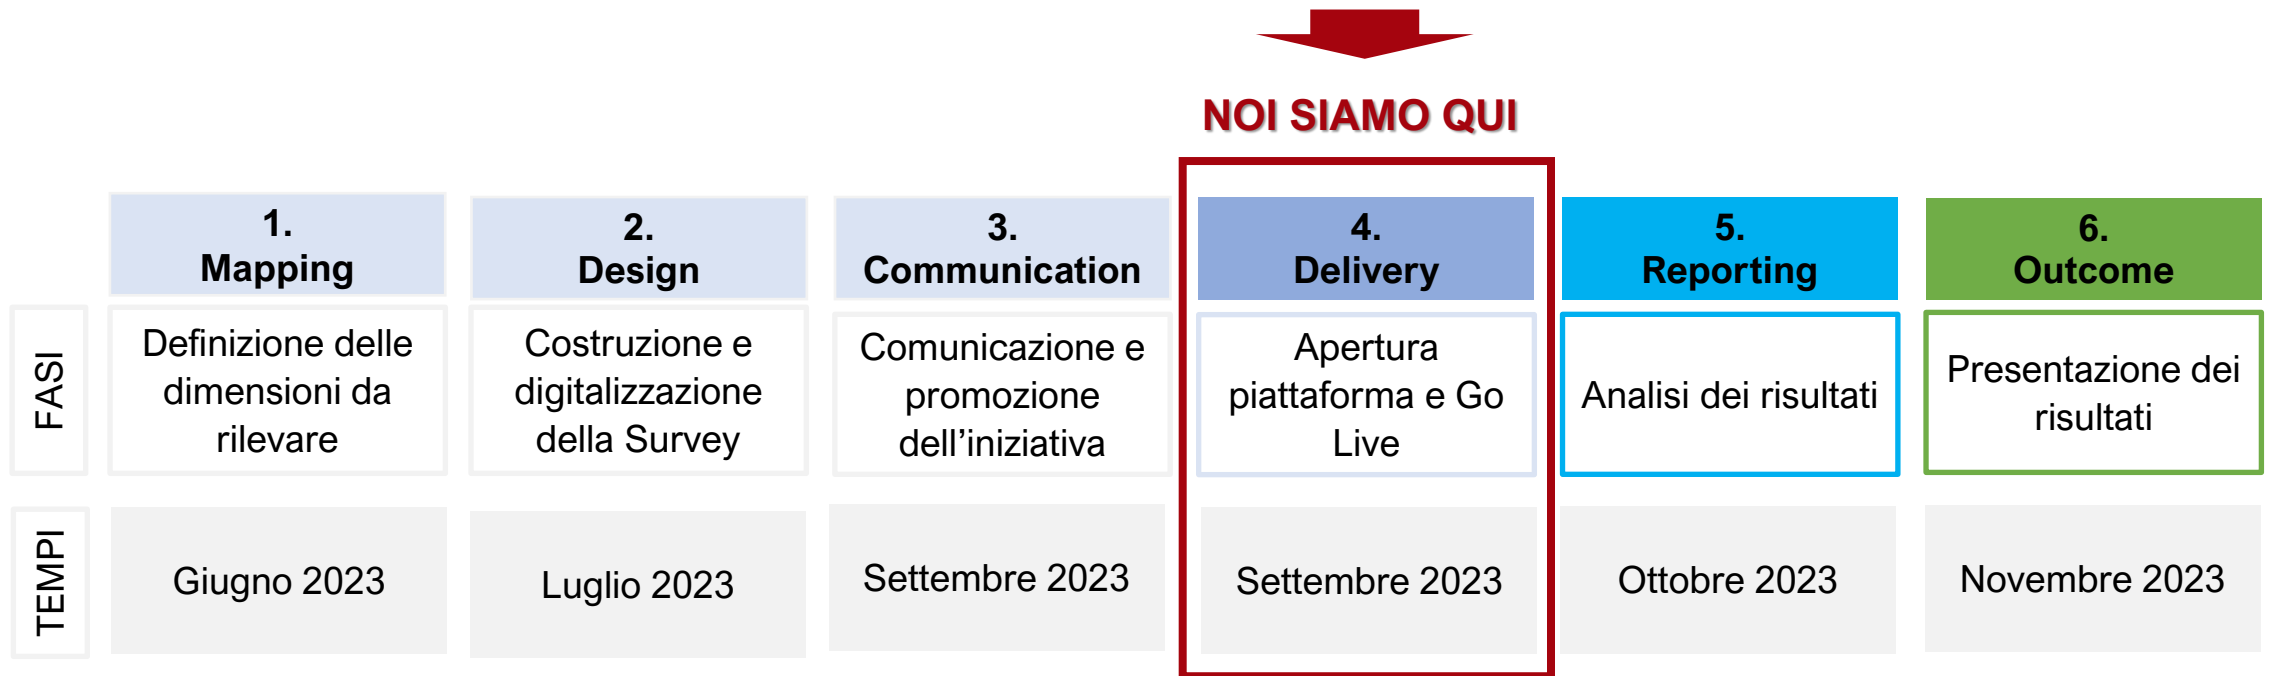 NOI SIAMO QUI
1.
Mapping
2.
Design
3.
Communication
4.
Delivery
5.
Reporting
6.
Outcome
FASI
Definizione delle
dimensioni da
rilevare
Costruzione e
digitalizzazione
della Survey
Comunicazione e
promozione
dell’iniziativa
Apertura
piattaforma e Go
Live
Analisi dei risultati
Presentazione dei
risultati
TEMPI
Giugno 2023
Luglio 2023
Settembre 2023
Settembre 2023
Ottobre 2023
Novembre 2023